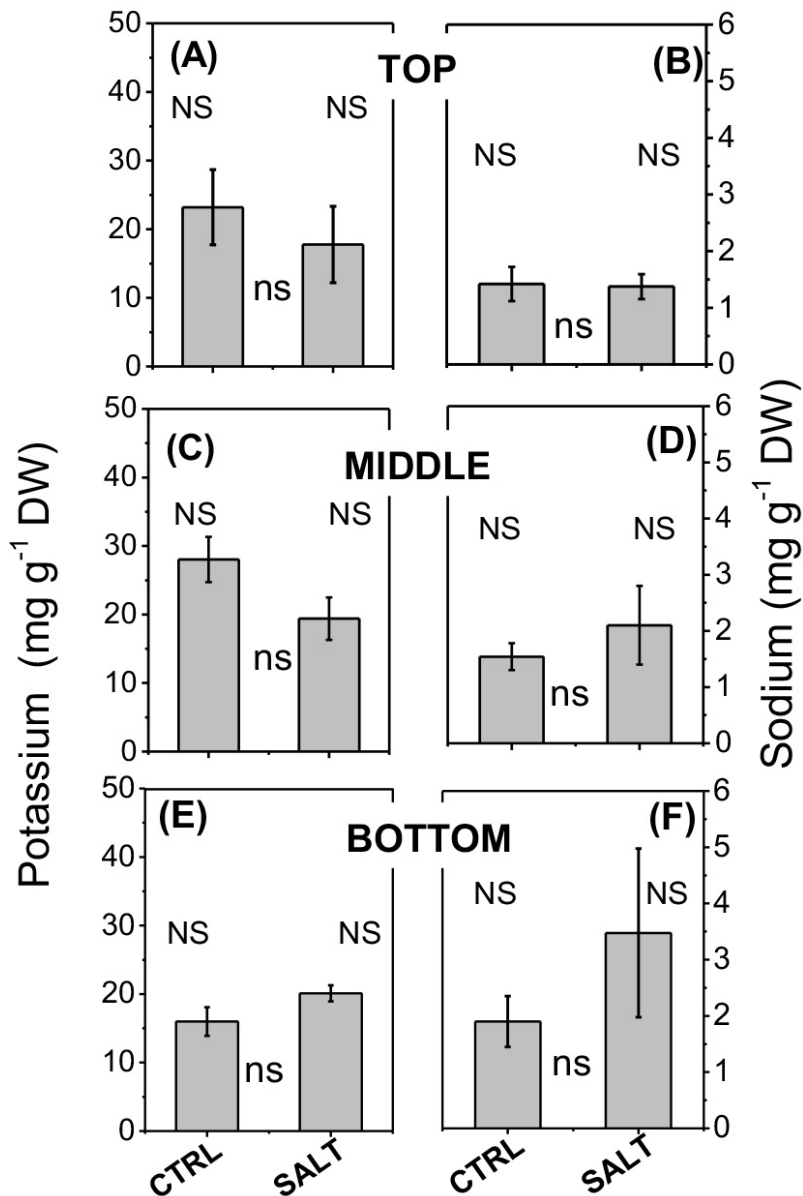 (A)
TOP
(B)
50
40
30
20
10
0
NS
NS
ns
6
5
4
3
2
1
0
NS
NS
ns
(C)
MIDDLE
(D)
50
40
30
20
10
0
NS
NS
ns
6
5
4
3
2
1
0
NS
NS
ns
(E)
BOTTOM
(F)
50
40
30
20
10
0
NS
NS
ns
6
5
4
3
2
1
0
NS
NS
ns
CTRL
SALT
CTRL
SALT
Potassium (mg g⁻¹ DW)
Sodium (mg g⁻¹ DW)